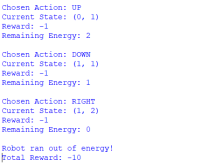 Chosen Action: UP
Current State: (0, 1)
Reward: -1
Remaining Energy: 2
Chosen Action: DOWN
Current State: (1, 1)
Reward: -1
Remaining Energy: 1
Chosen Action: RIGHT
Current State: (1, 2)
Reward: -1
Remaining Energy: 0
Robot ran out of energy!
Total Reward: -10